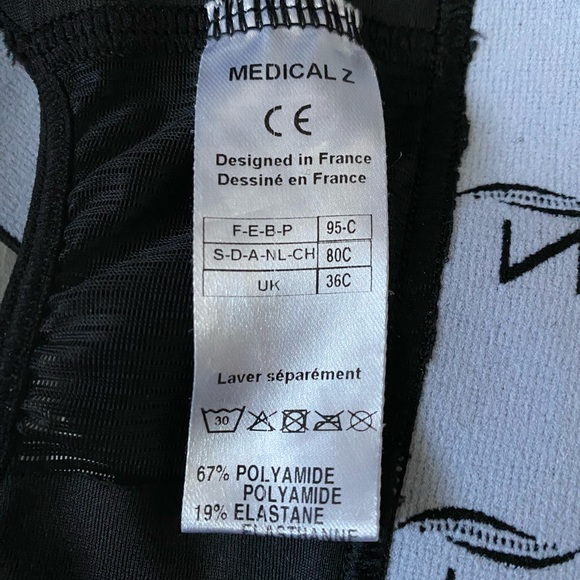 MEDICAL Z
CE
Designed in France
Dessiné en France
F-E-B-P 95-C
S-D-A-NL-CH 80C
UK 36C
Laver séparément
30
67% POLYAMIDE
POLYAMIDE
19% ELASTANE
ELASTHANNE